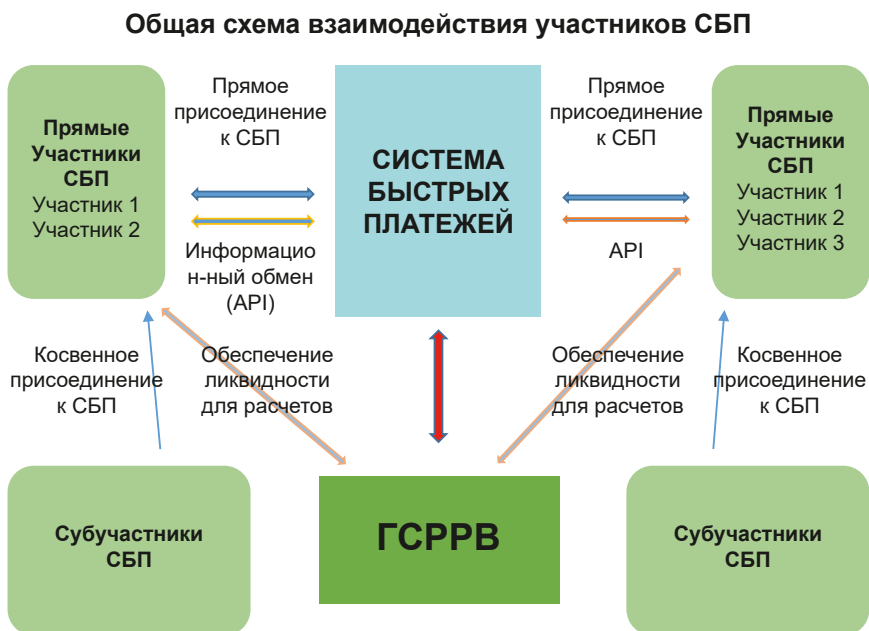 Общая схема взаимодействия участников СБП
Прямые
Участники
СБП
Участник 1
Участник 2
Прямое
присоединение
к СБП
Информацио
н-ный обмен
(API)
СИСТЕМА
БЫСТРЫХ
ПЛАТЕЖЕЙ
Прямое
присоединение
к СБП
API
Прямые
Участники
СБП
Участник 1
Участник 2
Участник 3
Косвенное
присоединение
к СБП
Обеспечение
ликвидности
для расчетов
Обеспечение
ликвидности
для расчетов
Косвенное
присоединение
к СБП
Субучастники
СБП
ГСРРВ
Субучастники
СБП